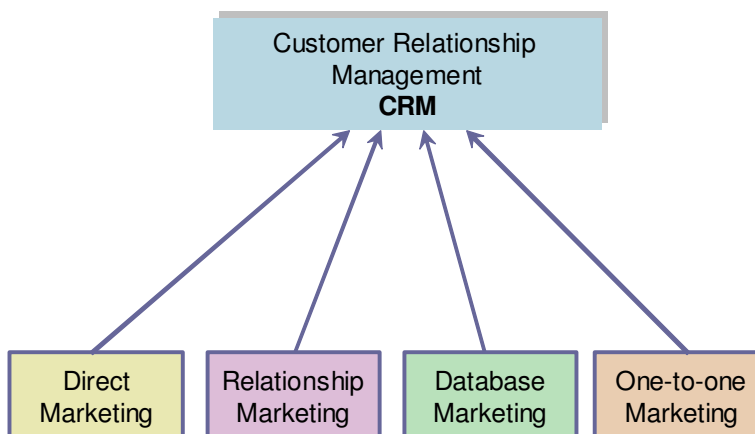 Customer Relationship
Management
CRM
Direct
Marketing
Relationship
Marketing
Database
Marketing
One-to-one
Marketing